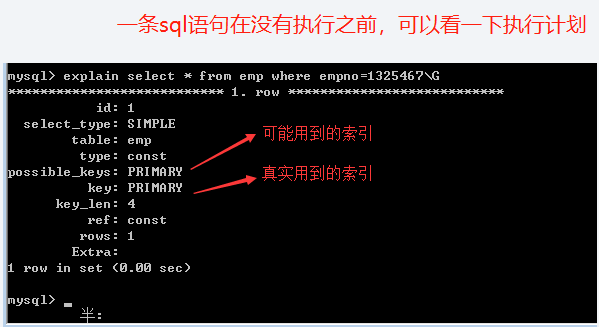 一条sql语句在没有执行之前，可以看一下执行计划
mysql> explain select * from emp where empno=1325467\G
*************************** 1. row ***************************
id: 1
select_type: SIMPLE
table: emp
type: const
possible_keys: PRIMARY 可能用到的索引
key: PRIMARY 真实用到的索引
key_len: 4
ref: const
rows: 1
Extra:
1 row in set (0.00 sec)
mysql> _
半: